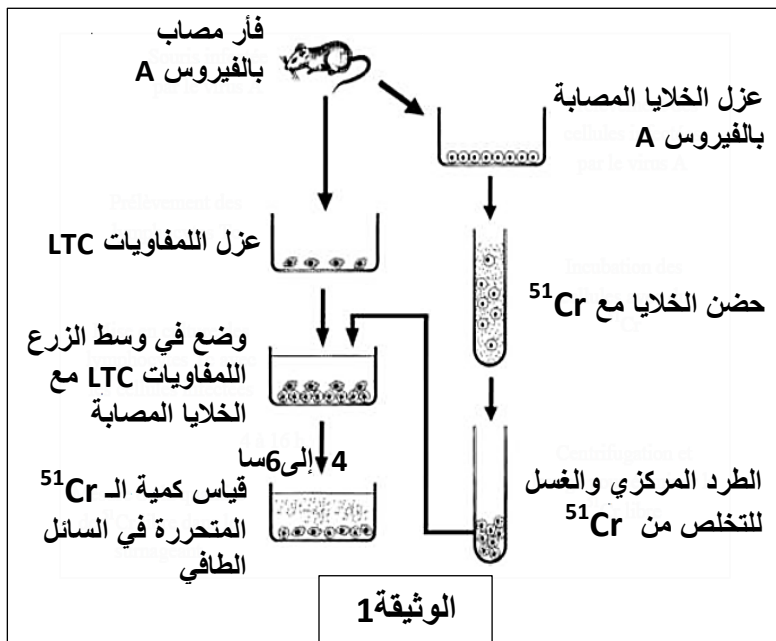 فأر مصاب
بالفيروس A
عزل الخلايا المصابة
بالفيروس A
عزل اللمفاويات LTC
حضن الخلايا مع ⁵¹Cr
وضع في وسط الزرع
اللمفاويات LTC مع
الخلايا المصابة
4 إلى 6سا
قياس كمية الـ ⁵¹Cr
المتحررة في السائل
الطافي
الطرد المركزي والغسل
للتخلص من ⁵¹Cr
الوثيقة1